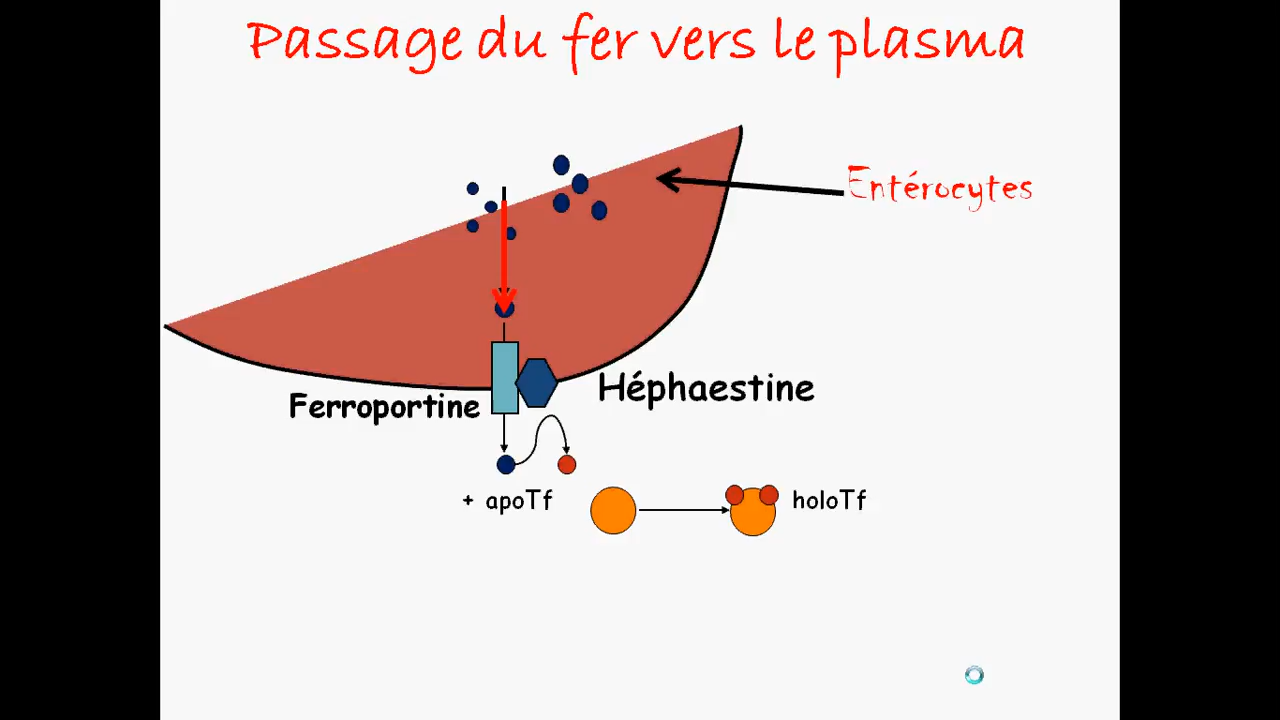 Passage du fer vers le plasma
Entérocytes
Héphaestine
Ferroportine
+ apoTf
holoTf